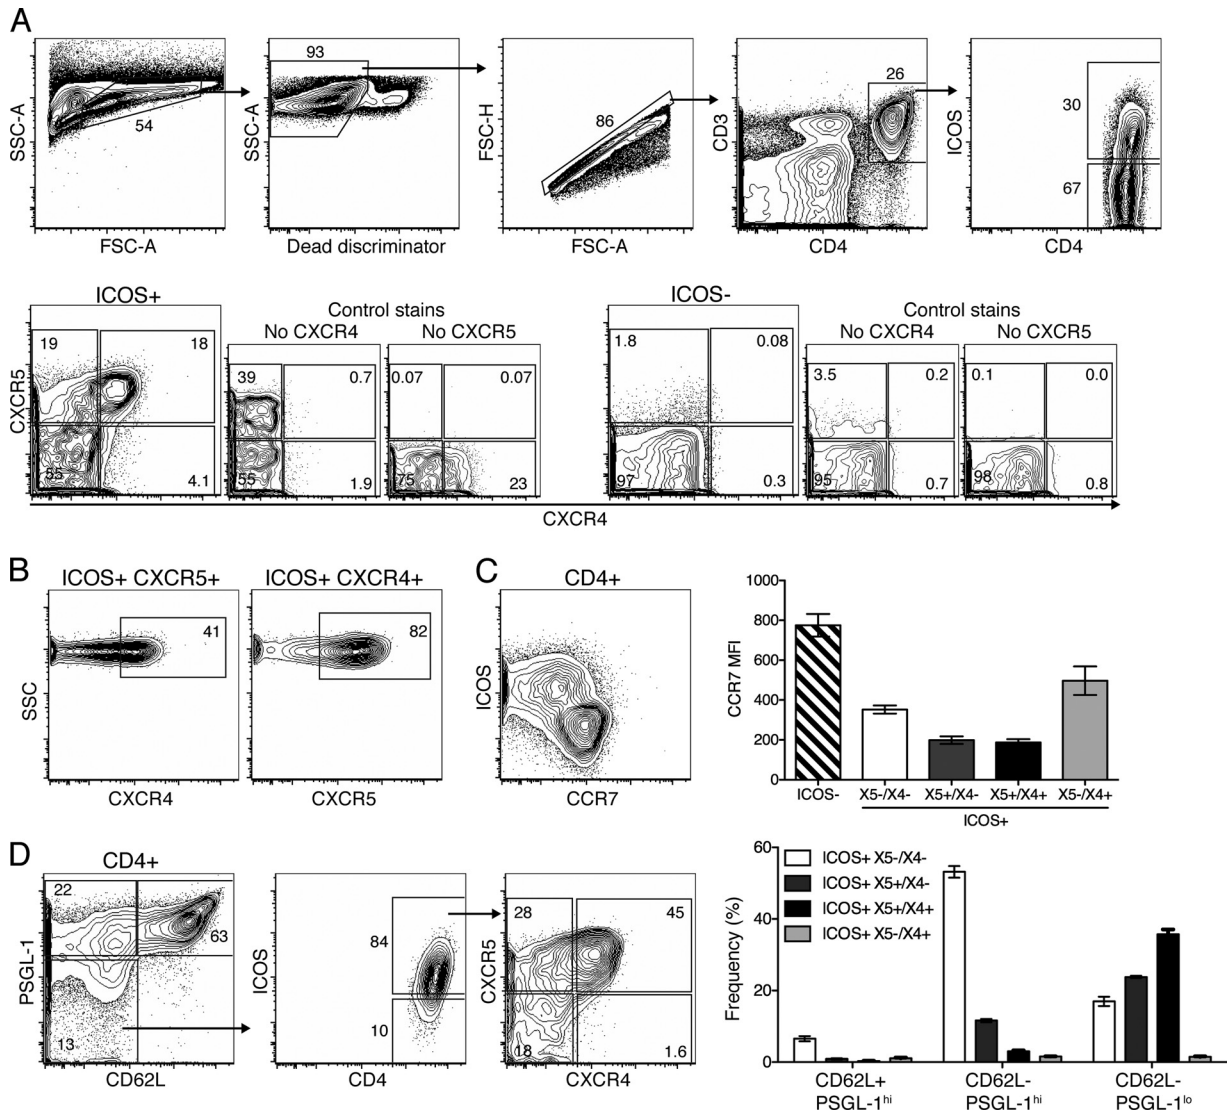 A
SSC-A
54
FSC-A
93
SSC-A
Dead discriminator
86
FSC-H
FSC-A
26
CD3
CD4
30
67
ICOS
CD4
ICOS+
19
18
55
4.1
CXCR5
Control stains
No CXCR4
No CXCR5
39
0.7
55
1.9
0.07
0.07
75
23
ICOS-
1.8
0.08
97
0.3
Control stains
No CXCR4
No CXCR5
3.5
0.2
95
0.7
0.1
0.0
98
0.8
CXCR4
B
ICOS+ CXCR5+
41
SSC
CXCR4
ICOS+ CXCR4+
82
CXCR5
C
CD4+
ICOS
CCR7
CCR7 MFI
1000
800
600
400
200
0
ICOS-
X5-/X4-
X5+/X4-
X5+/X4+
X5-/X4+
ICOS+
D
CD4+
22
63
13
PSGL-1
CD62L
84
10
ICOS
CD4
28
45
18
1.6
CXCR5
CXCR4
Frequency (%)
60
40
20
0
ICOS+ X5-/X4-
ICOS+ X5+/X4-
ICOS+ X5+/X4+
ICOS+ X5-/X4+
CD62L+
PSGL-1hi
CD62L-
PSGL-1hi
CD62L-
PSGL-1lo